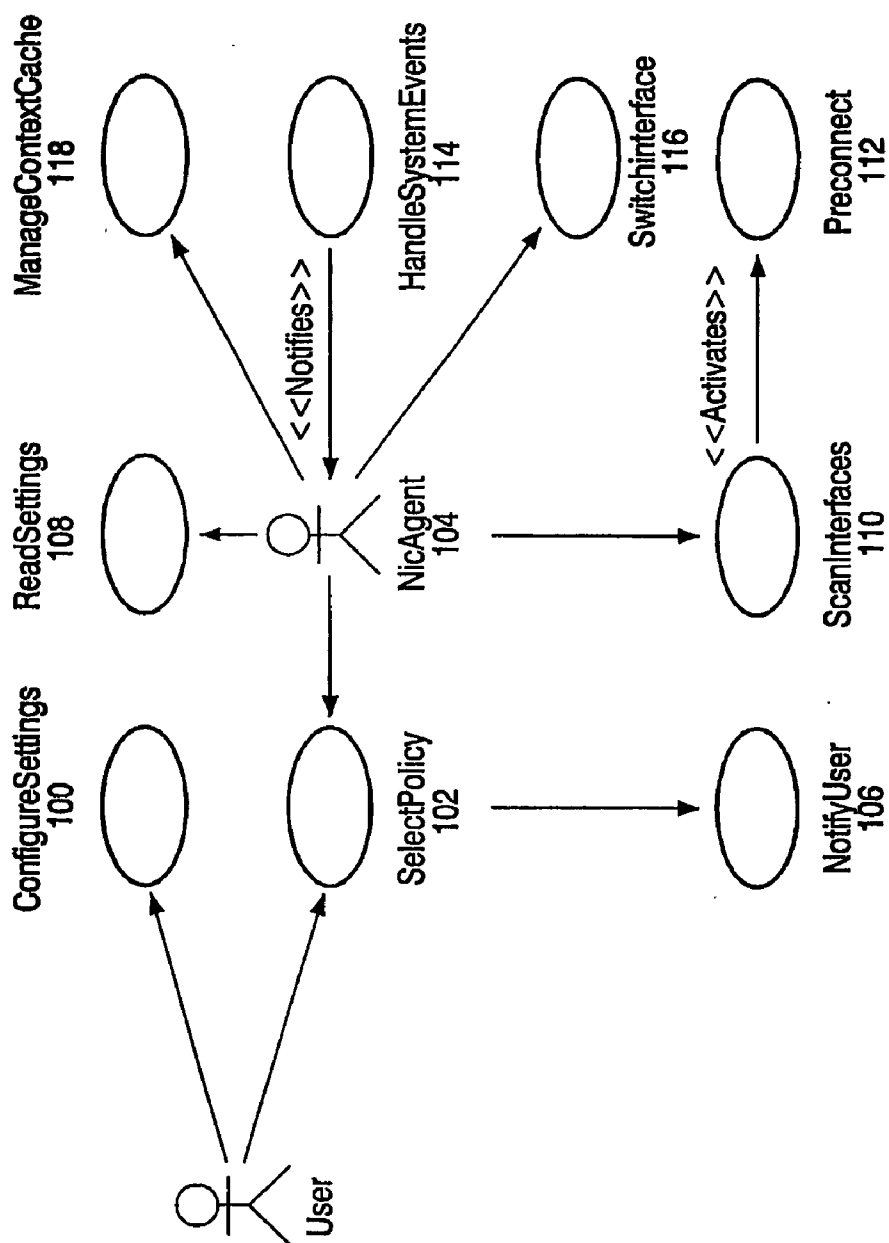 ConfigureSettings
100
ReadSettings
108
ManageContextCache
118
User
SelectPolicy
102
NicAgent
104
<<Notifies>>
HandleSystemEvents
114
Switchinterface
116
NotifyUser
106
ScanInterfaces
110
<<Activates>>
Preconnect
112